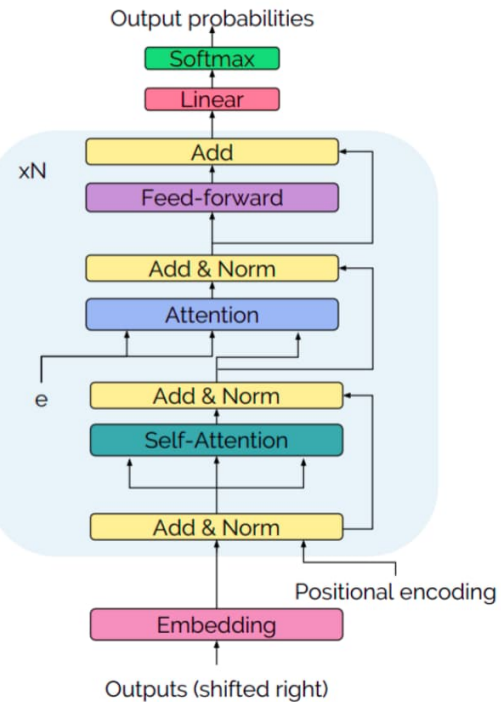 Output probabilities
Softmax
Linear
Add
xN
Feed-forward
Add & Norm
Attention
e
Add & Norm
Self-Attention
Add & Norm
Positional encoding
Embedding
Outputs (shifted right)